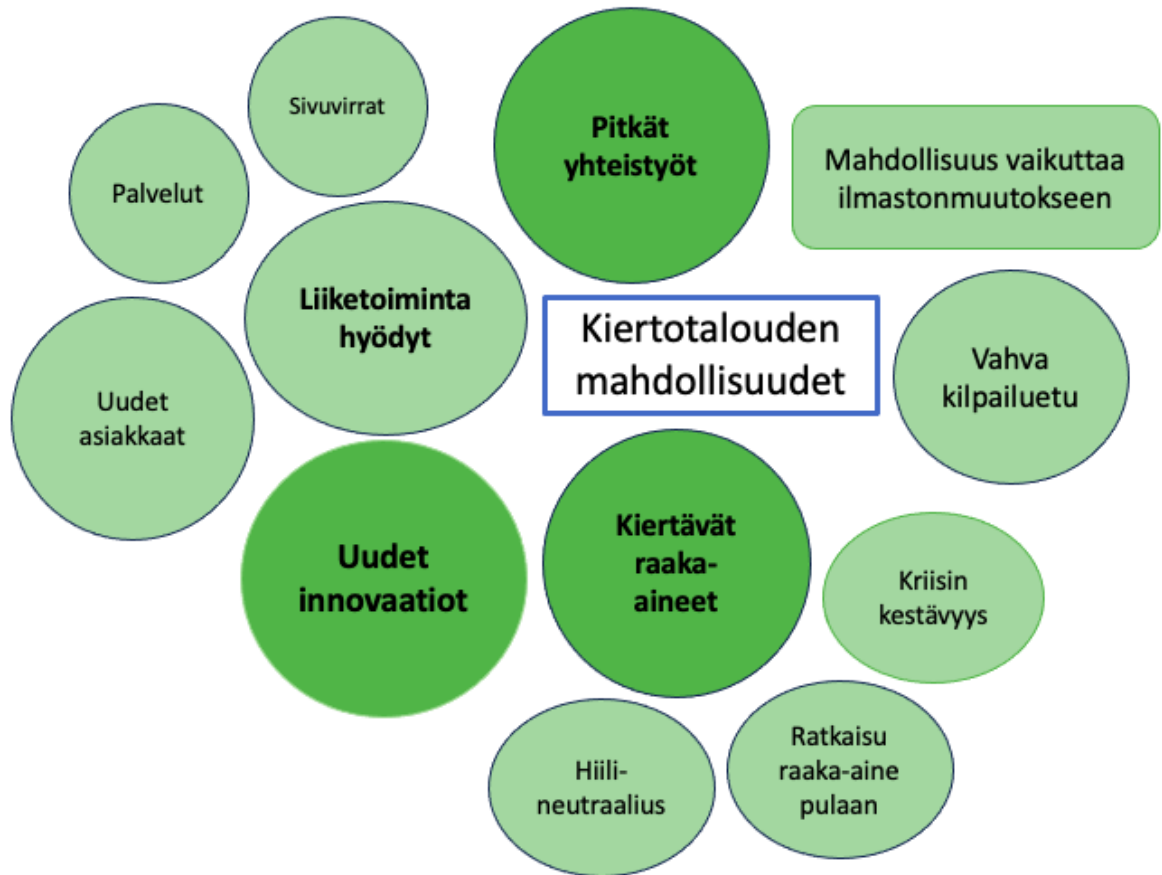 Sivuvirrat
Pitkät
yhteistyöt
Mahdollisuus vaikuttaa
ilmastonmuutokseen
Palvelut
Liiketoiminta
hyödyt
Kiertotalouden
mahdollisuudet
Vahva
kilpailuetu
Uudet
asiakkaat
Uudet
innovaatiot
Kiertävät
raaka-
aineet
Kriisin
kestävyys
Hiili-
neutraalius
Ratkaisu
raaka-aine
pulaan